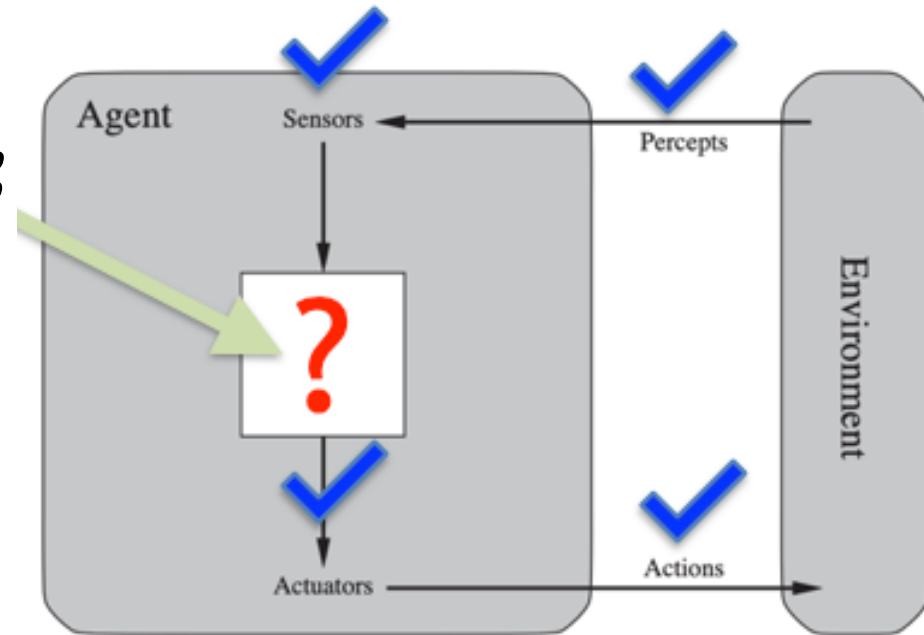 Agent
Sensors
Percepts
?
Environment
Actuators
Actions